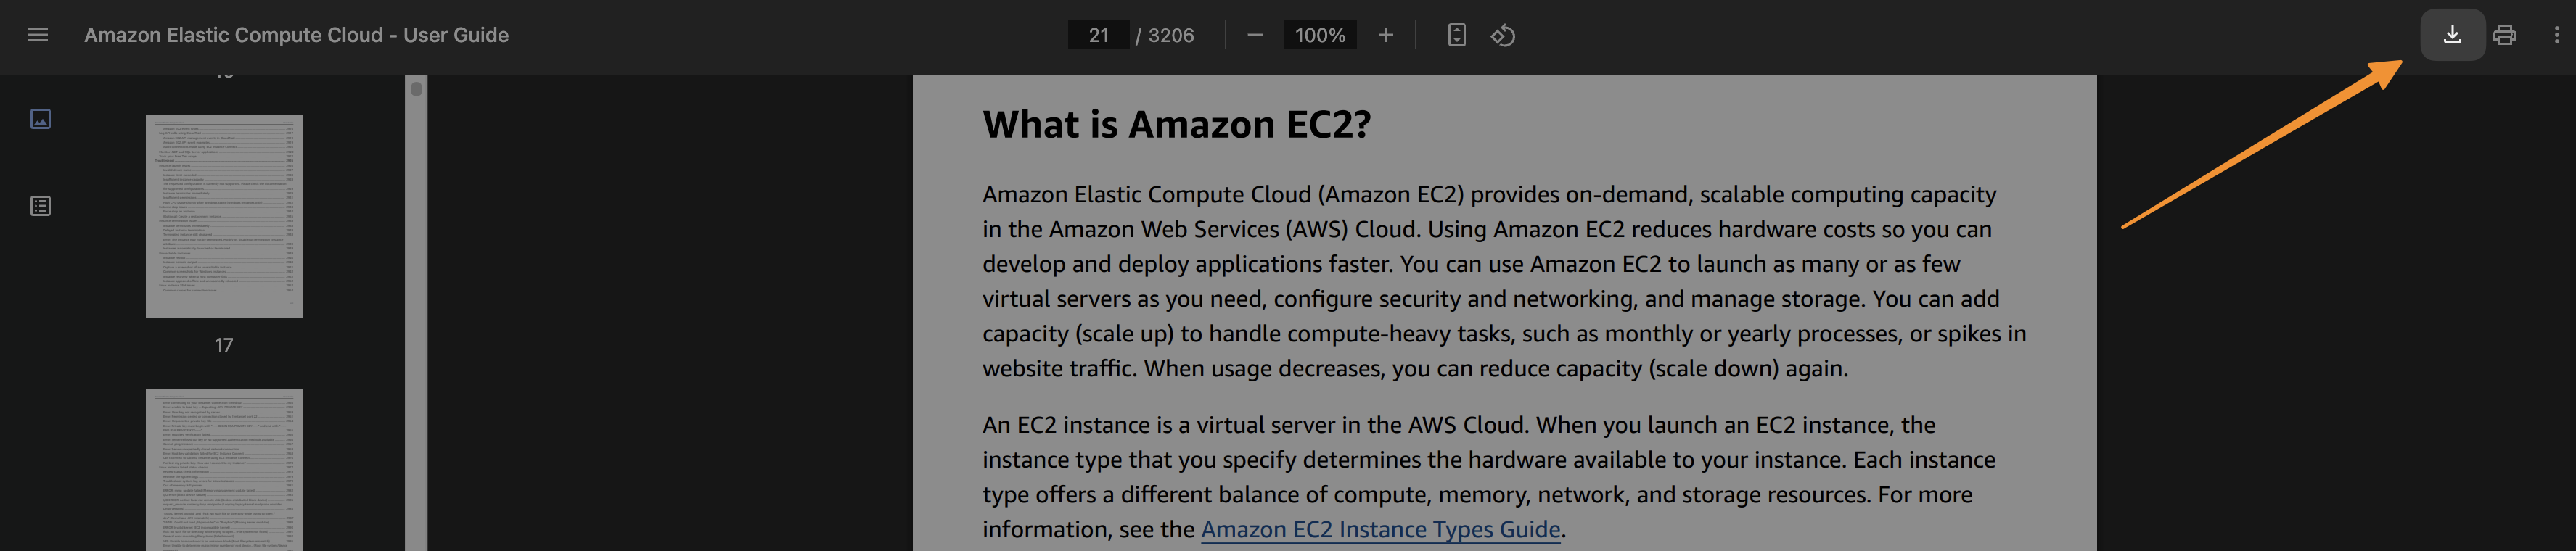 Amazon Elastic Compute Cloud - User Guide
21 / 3206
100%
17
What is Amazon EC2?
Amazon Elastic Compute Cloud (Amazon EC2) provides on-demand, scalable computing capacity
in the Amazon Web Services (AWS) Cloud. Using Amazon EC2 reduces hardware costs so you can
develop and deploy applications faster. You can use Amazon EC2 to launch as many or as few
virtual servers as you need, configure security and networking, and manage storage. You can add
capacity (scale up) to handle compute-heavy tasks, such as monthly or yearly processes, or spikes in
website traffic. When usage decreases, you can reduce capacity (scale down) again.
An EC2 instance is a virtual server in the AWS Cloud. When you launch an EC2 instance, the
instance type that you specify determines the hardware available to your instance. Each instance
type offers a different balance of compute, memory, network, and storage resources. For more
information, see the Amazon EC2 Instance Types Guide.